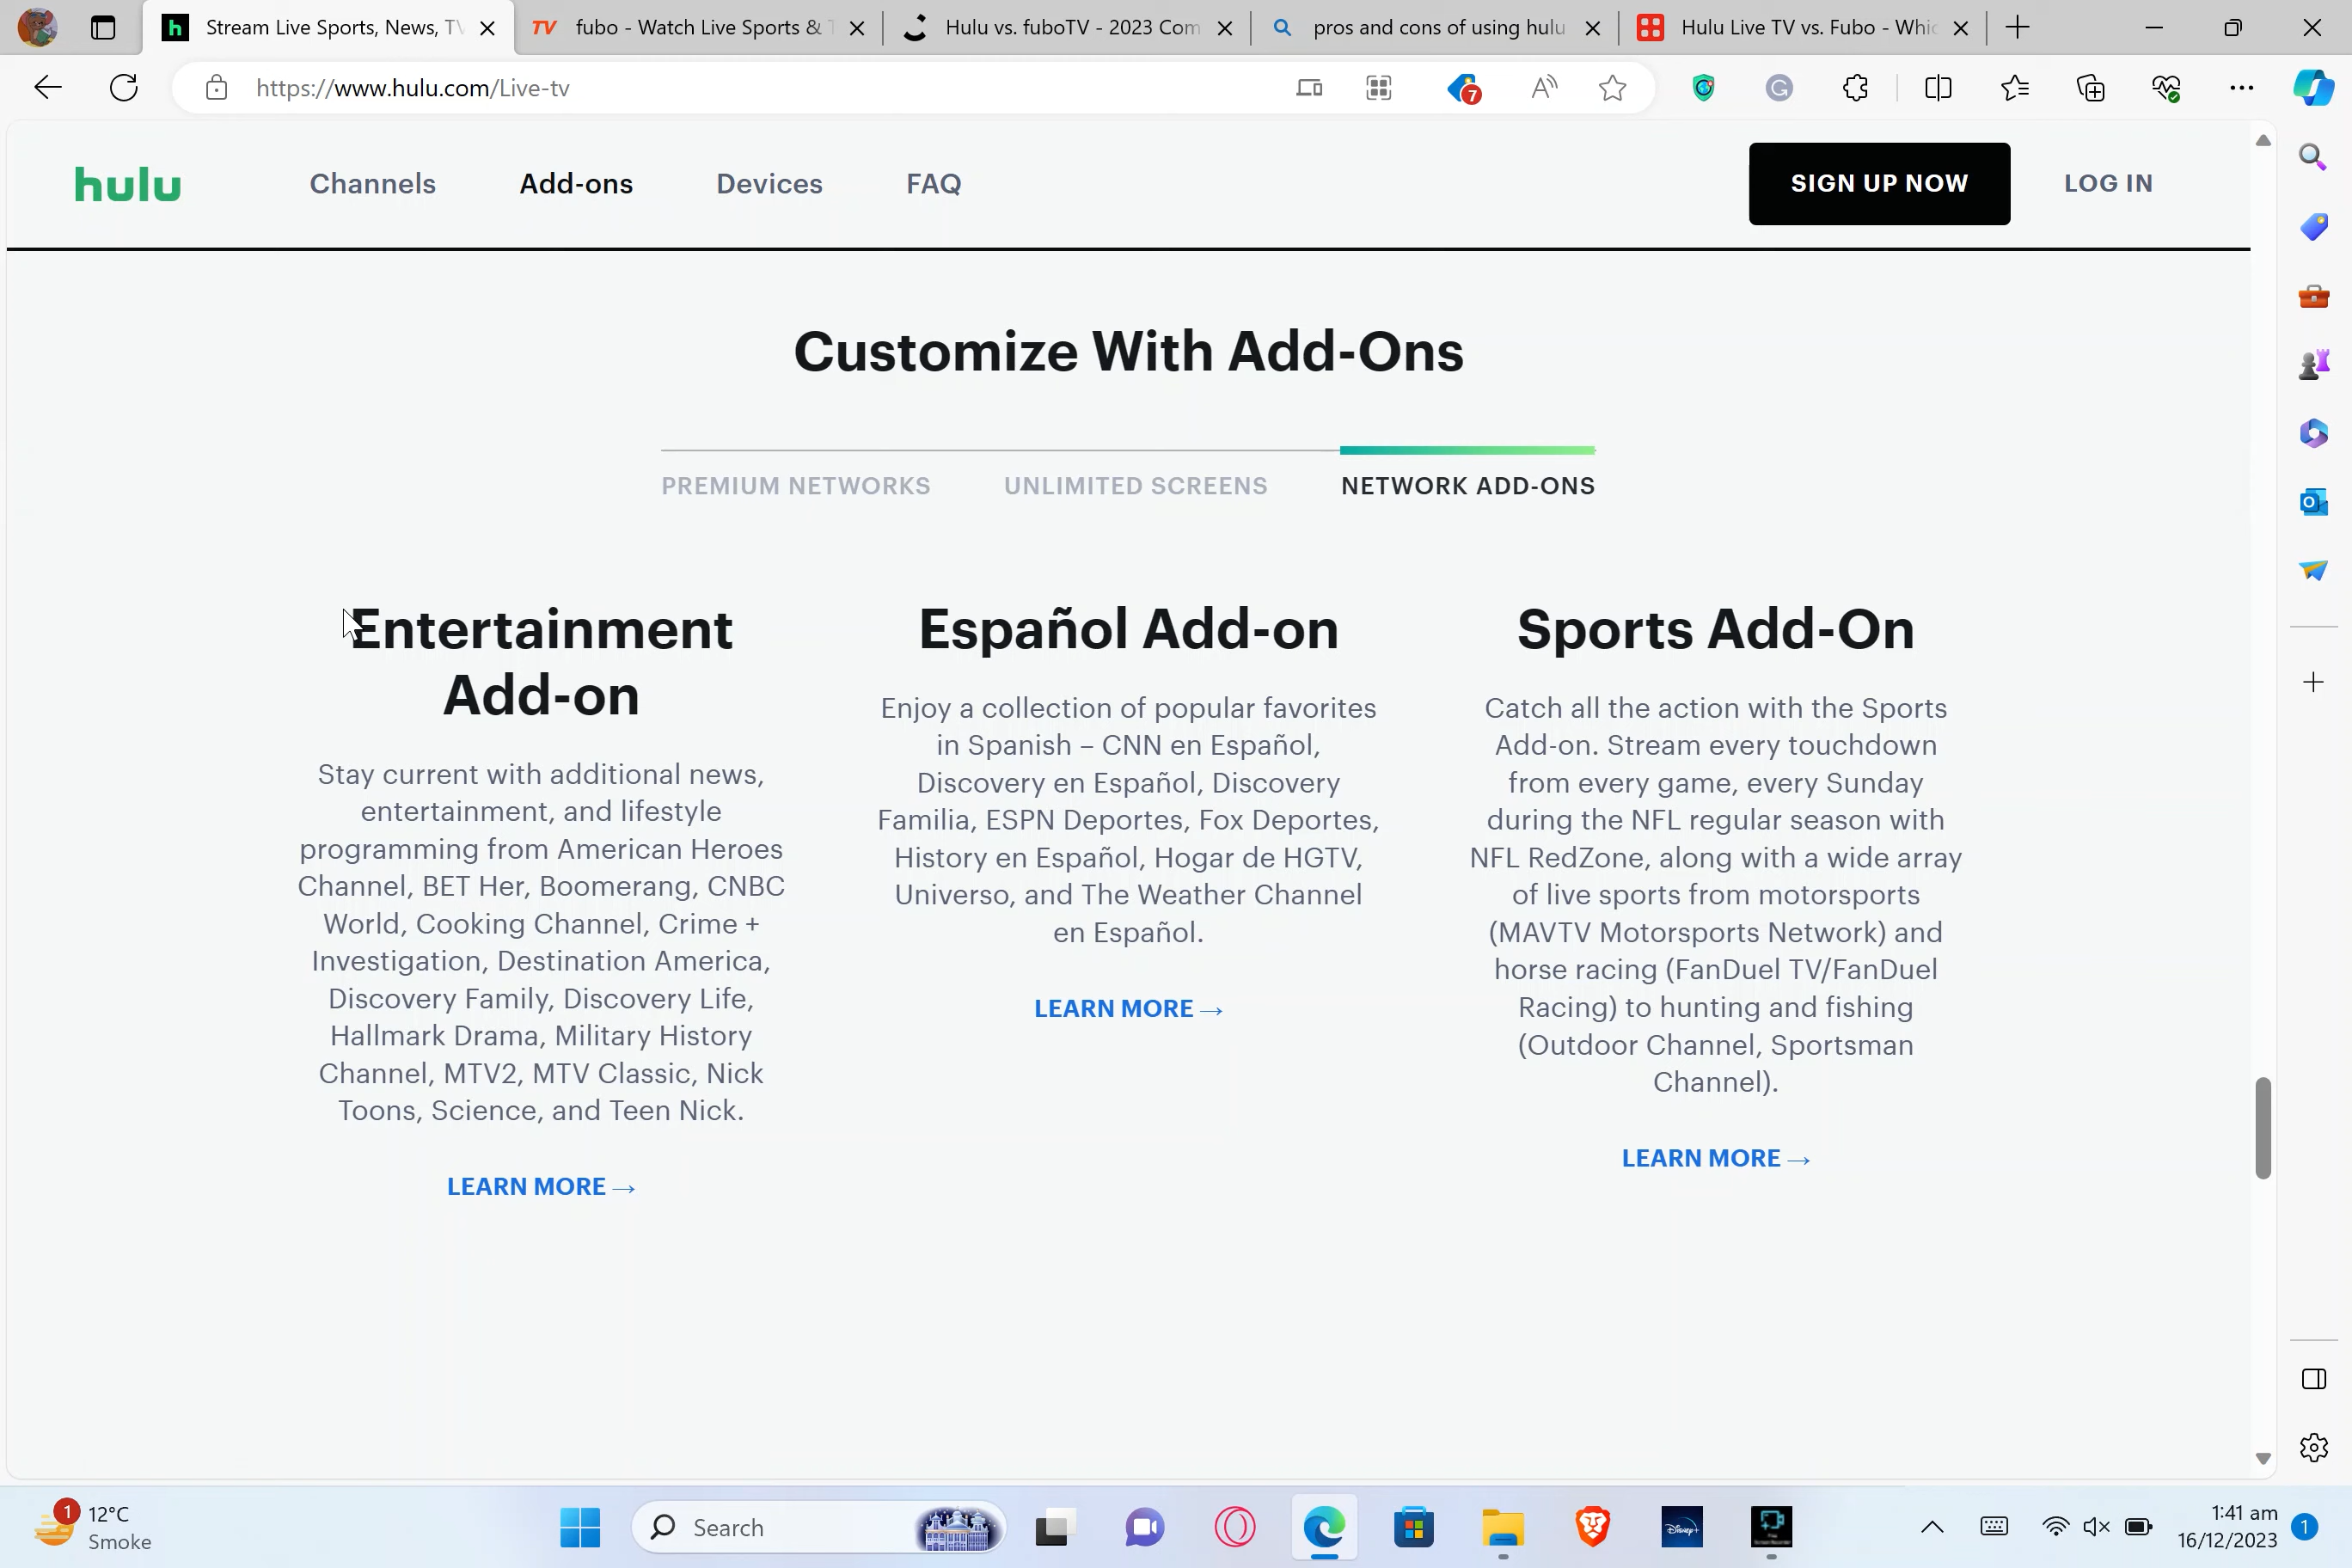 Stream Live Sports, News, TV
TV fubo - Watch Live Sports & T
Hulu vs. fuboTV - 2023 Com
pros and cons of using hulu
Hulu Live TV vs. Fubo - Whic
https://www.hulu.com/Live-tv
7
hulu
Channels
Add-ons
Devices
FAQ
SIGN UP NOW
LOG IN
Customize With Add-Ons
PREMIUM NETWORKS
UNLIMITED SCREENS
NETWORK ADD-ONS
Entertainment
Add-on
Stay current with additional news,
entertainment, and lifestyle
programming from American Heroes
Channel, BET Her, Boomerang, CNBC
World, Cooking Channel, Crime +
Investigation, Destination America,
Discovery Family, Discovery Life,
Hallmark Drama, Military History
Channel, MTV2, MTV Classic, Nick
Toons, Science, and Teen Nick.
LEARN MORE →
Español Add-on
Enjoy a collection of popular favorites
in Spanish – CNN en Español,
Discovery en Español, Discovery
Familia, ESPN Deportes, Fox Deportes,
History en Español, Hogar de HGTV,
Universo, and The Weather Channel
en Español.
LEARN MORE →
Sports Add-On
Catch all the action with the Sports
Add-on. Stream every touchdown
from every game, every Sunday
during the NFL regular season with
NFL RedZone, along with a wide array
of live sports from motorsports
(MAVTV Motorsports Network) and
horse racing (FanDuel TV/FanDuel
Racing) to hunting and fishing
(Outdoor Channel, Sportsman
Channel).
LEARN MORE →
1
12°C
Smoke
Search
Disney+
1:41 am
16/12/2023
1